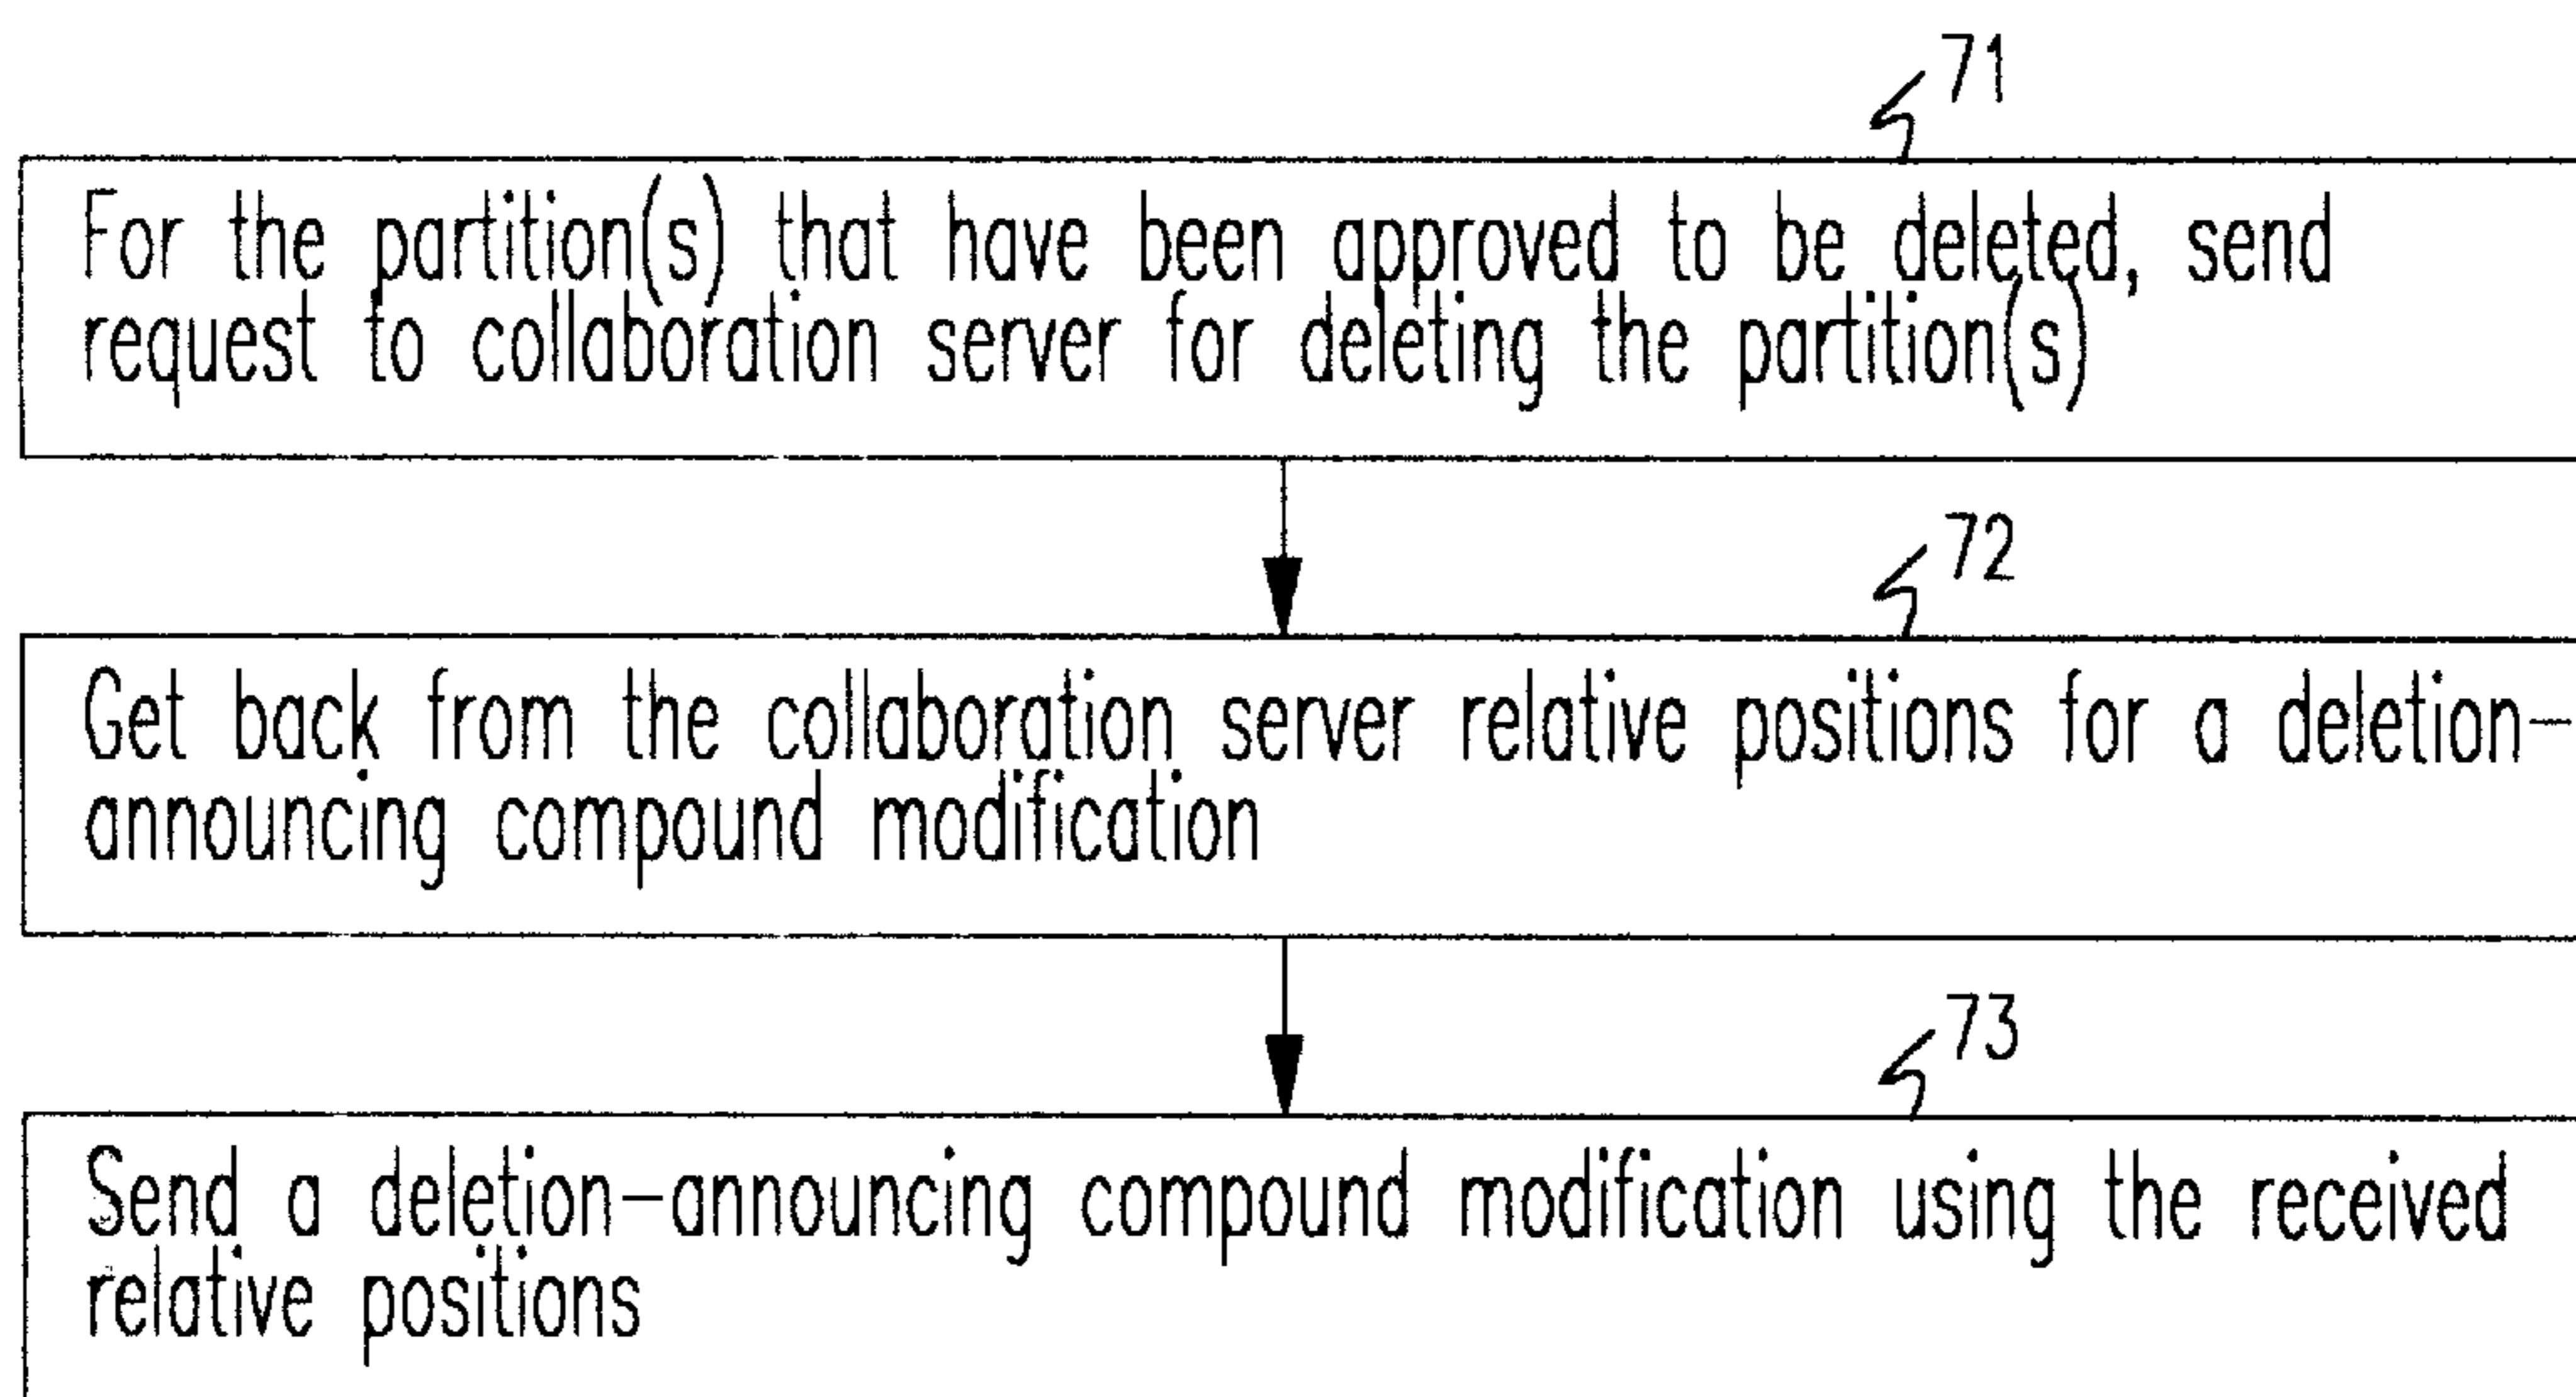 71
For the partition(s) that have been approved to be deleted, send
request to collaboration server for deleting the partition(s)
72
Get back from the collaboration server relative positions for a deletion-
announcing compound modification
73
Send a deletion-announcing compound modification using the received
relative positions